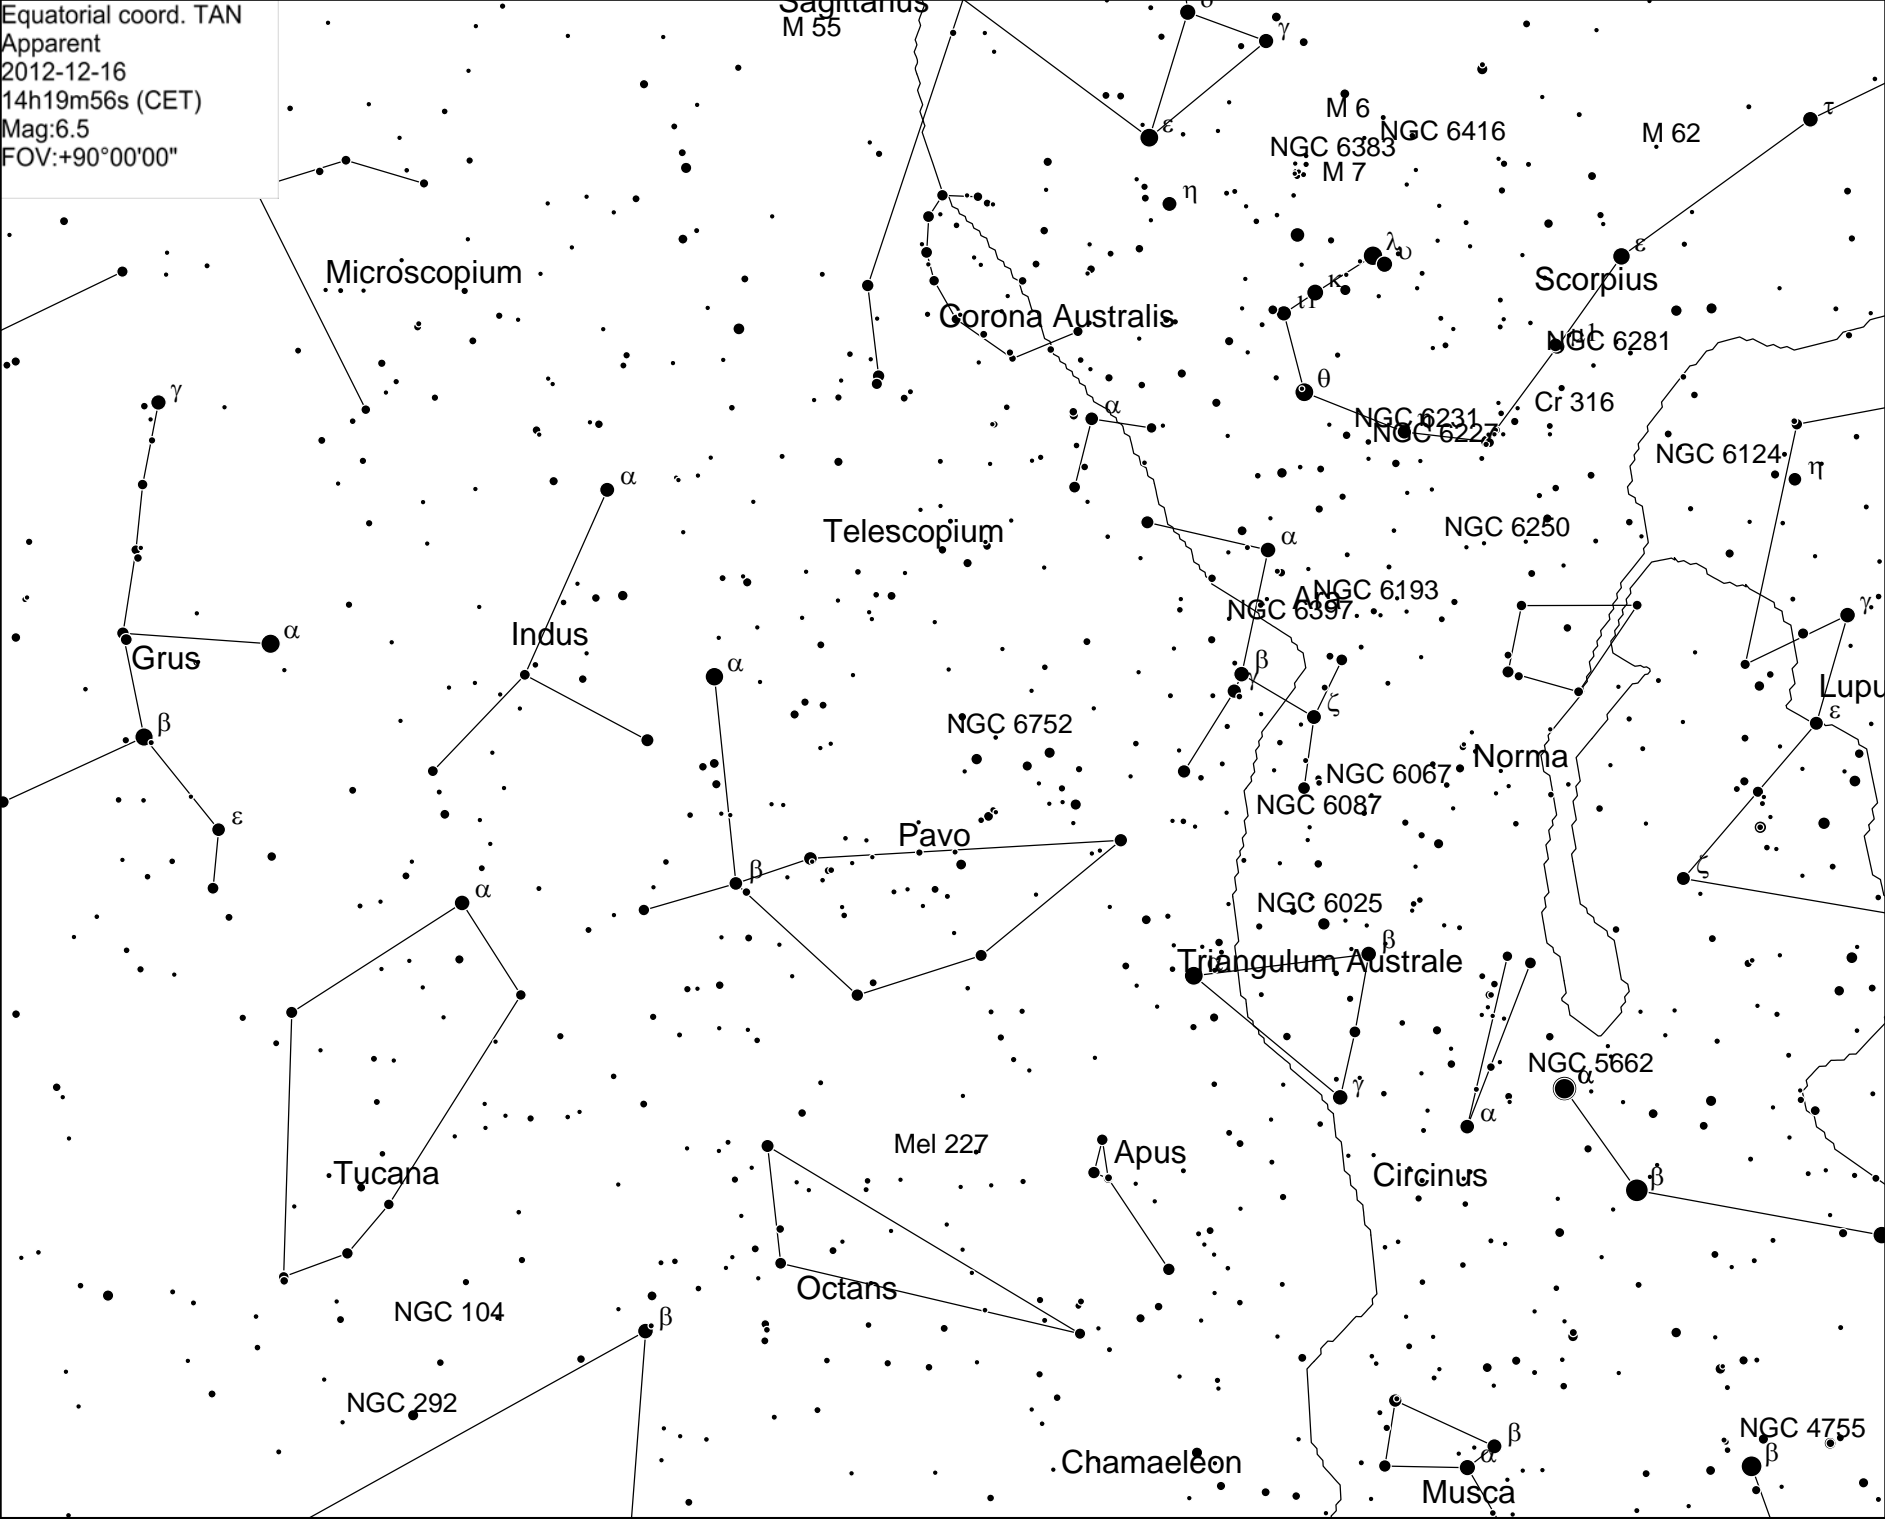 Equatorial coord. TAN
Apparent
2012-12-16
14h19m56s (CET)
Mag:6.5
FOV:+90°00'00"
Sagittarius
M 55
γ
τ
M 6
NGC 6416
M 62
ε
NGC 6383
M 7
η
λ
υ
ε
Microscopium
κ
Scorpius
ι1
Corona Australis
μ1
NGC 6281
θ
γ
Cr 316
α
NGC 6231
η
NGC 6227
NGC 6124
η
α
Telescopium
NGC 6250
α
NGC 6193
Ara
NGC 6397
γ
α
Indus
Grus
α
β
γ
Lupu
ζ
ε
β
NGC 6752
Norma
NGC 6067
NGC 6087
ε
Pavo
β
ζ
α
NGC 6025
β
Triangulum Australe
α
NGC 5662
α
γ
α
Mel 227
Apus
Tucana
Circinus
β
Octans
NGC 104
β
NGC 292
NGC 4755
β
β
α
Chamaeleon
Musca